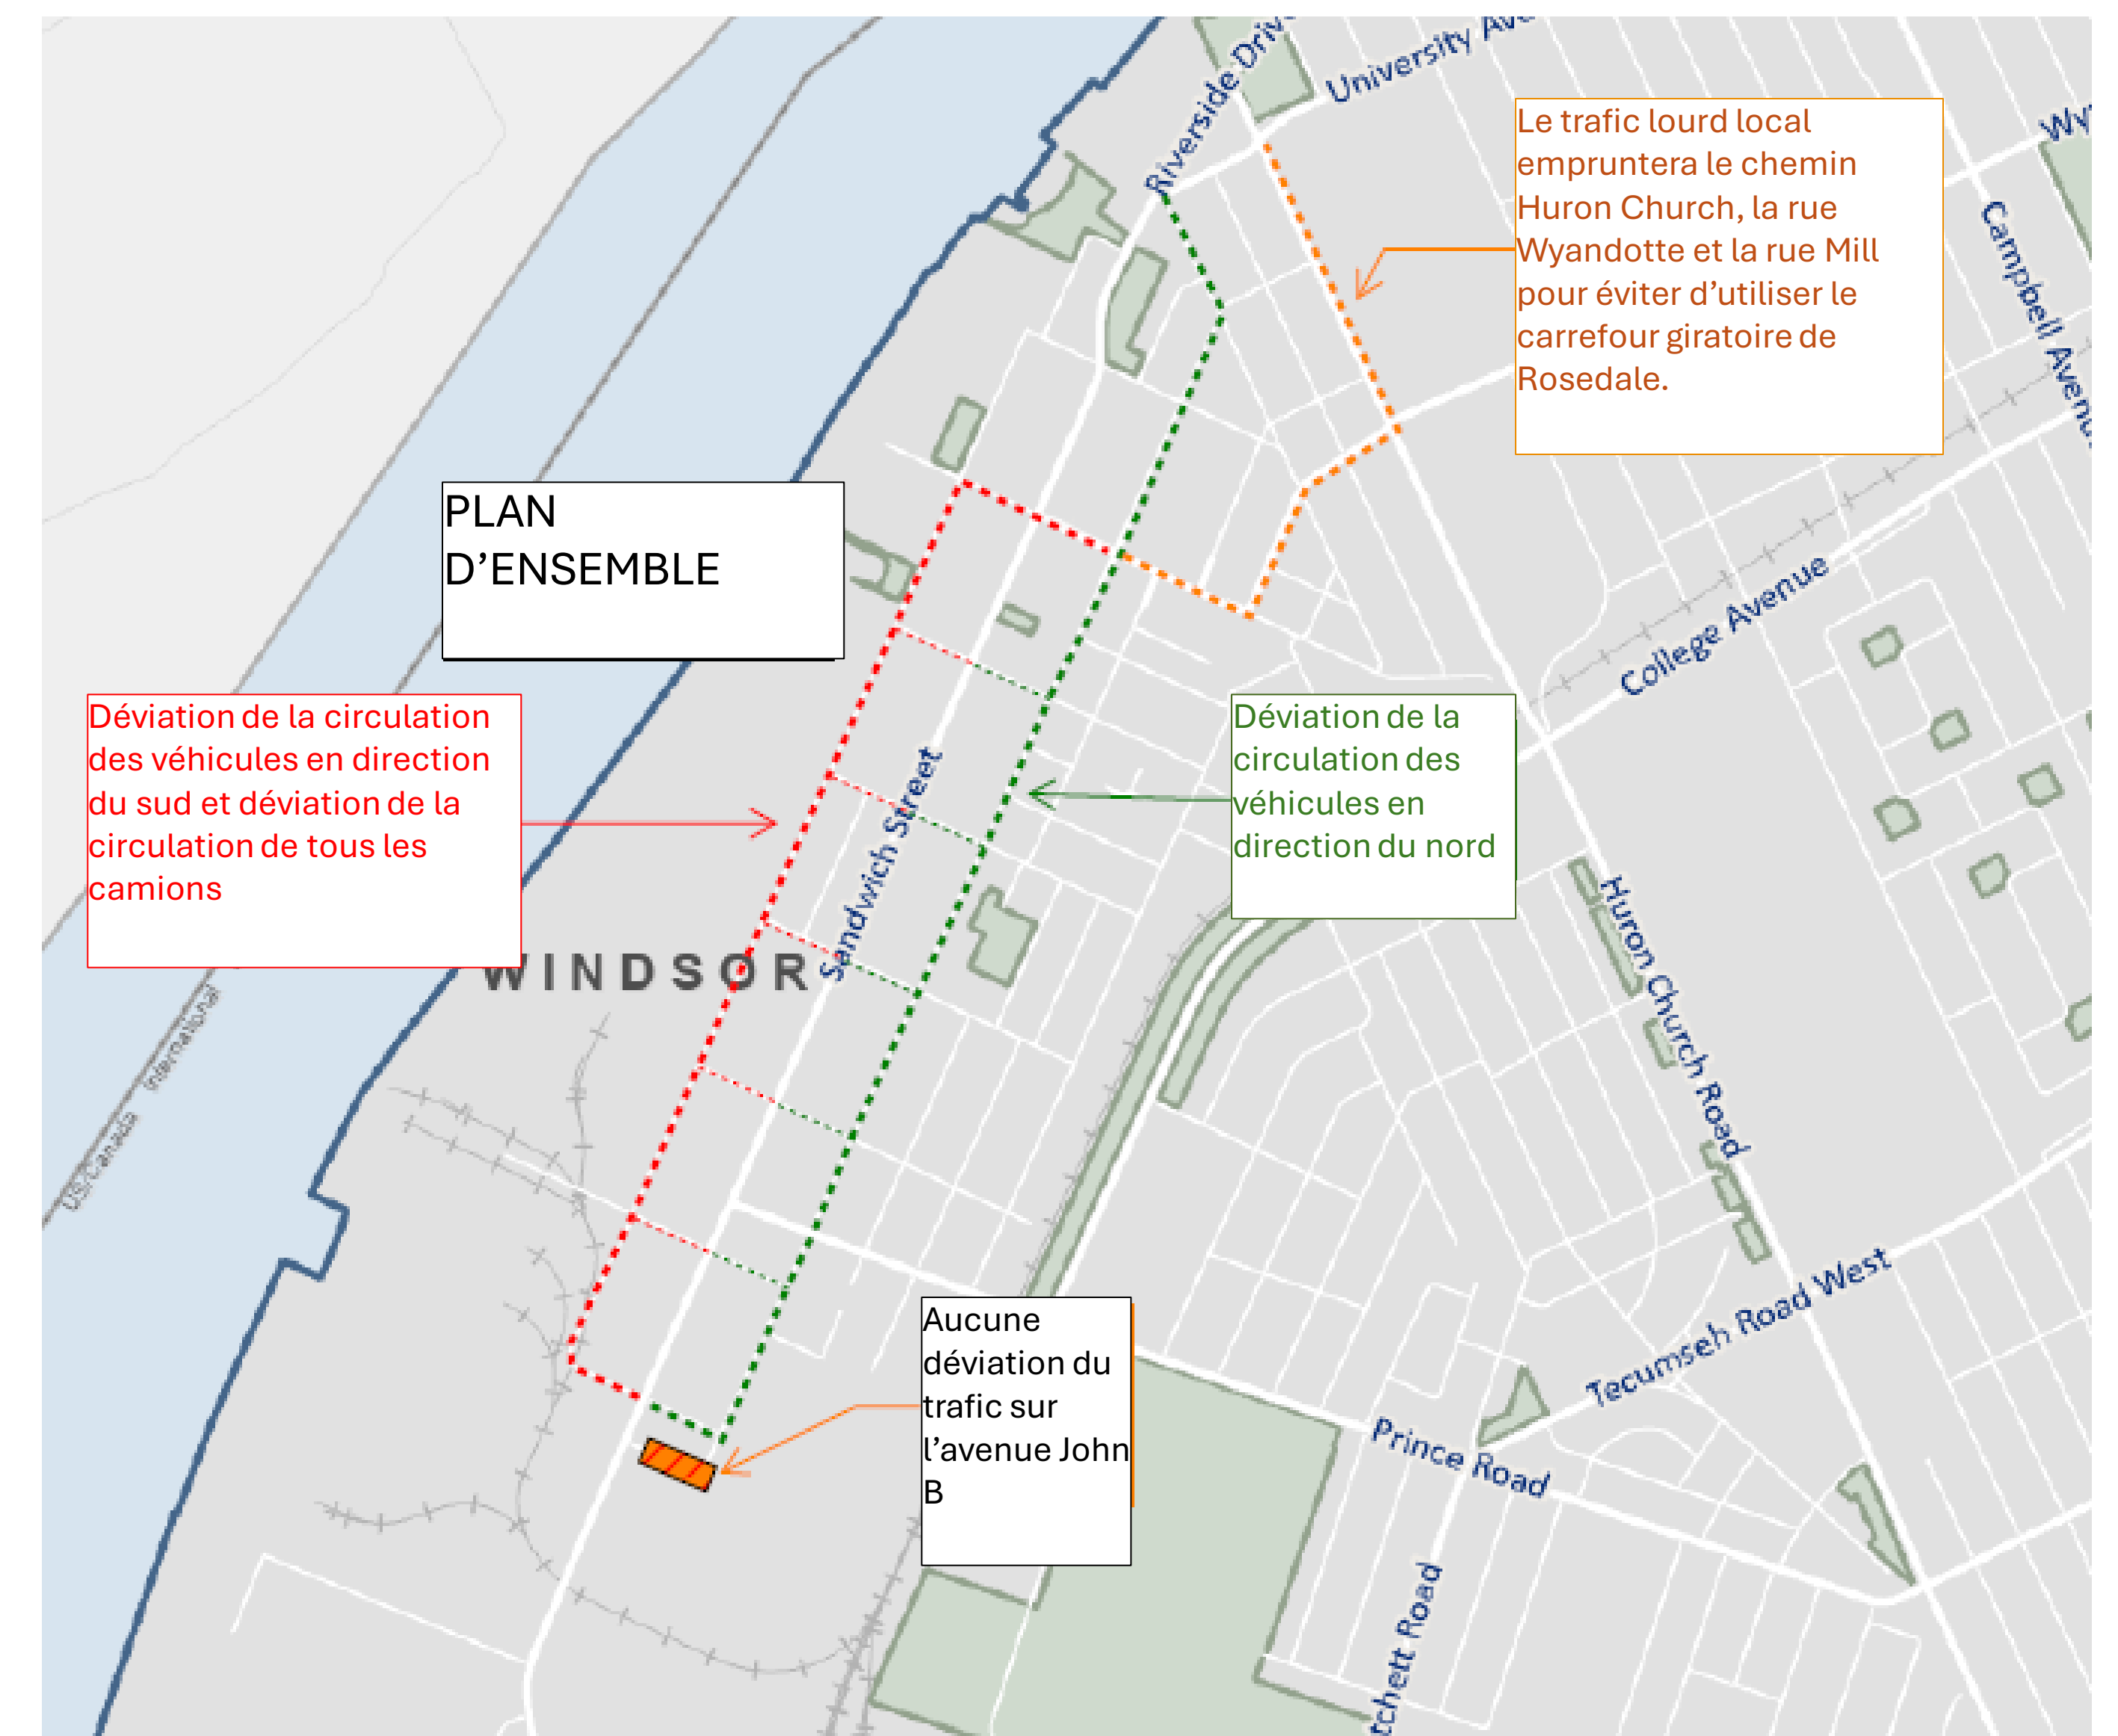 Riverside
University
Le trafic lourd local
empruntera le chemin
Huron Church, la rue
Wyandotte et la rue Mill
pour éviter d’utiliser le
carrefour giratoire de
Rosedale.
Campbell
PLAN
D’ENSEMBLE
College Avenue
Déviation de la circulation
des véhicules en direction
du sud et déviation de la
circulation de tous les
camions
Déviation de la
circulation des
véhicules en
direction du nord
Sandwich Street
WINDSOR
Huron Church Road
International
US/Canada
Aucune
déviation du
trafic sur
l’avenue John
B
Tecumseh Road West
Prince Road
tchett Road